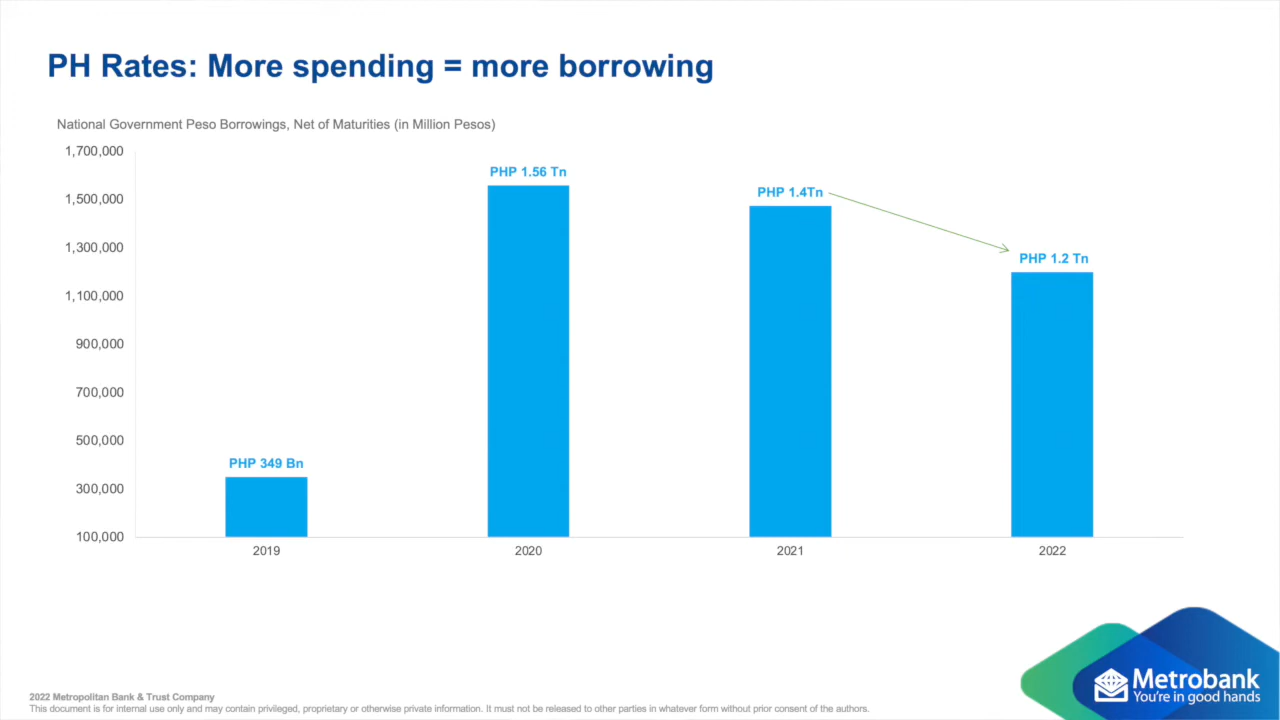 PH Rates: More spending = more borrowing
National Government Peso Borrowings, Net of Maturities (in Million Pesos)
1,700,000
1,500,000
1,300,000
1,100,000
900,000
700,000
500,000
300,000
100,000
PHP 349 Bn
PHP 1.56 Tn
PHP 1.4Tn
PHP 1.2 Tn
2019
2020
2021
2022
Metrobank
You're in good hands
2022 Metropolitan Bank & Trust Company
This document is for internal use only and may contain privileged, proprietary or otherwise private information. It must not be released to other parties in whatever form without prior consent of the authors.